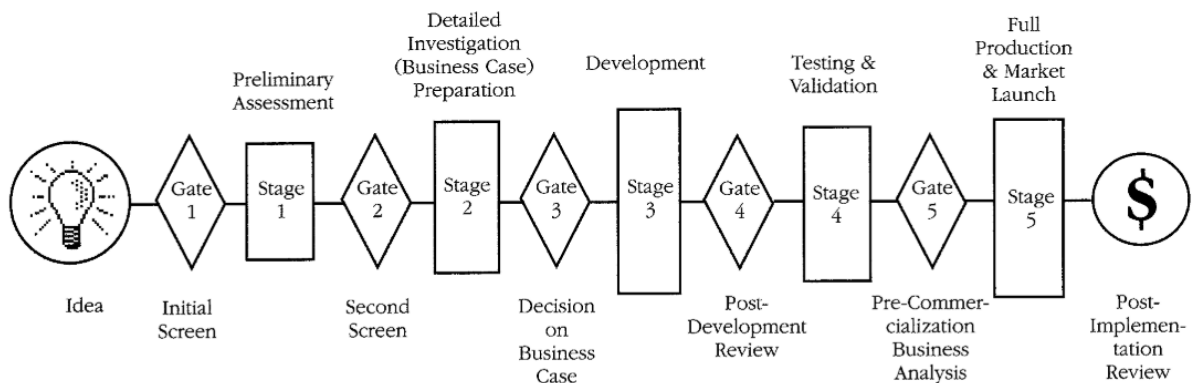 Preliminary
Assessment
Detailed
Investigation
(Business Case)
Preparation
Development
Testing &
Validation
Full
Production
& Market
Launch
Gate
1
Stage
1
Gate
2
Stage
2
Gate
3
Stage
3
Gate
4
Stage
4
Gate
5
Stage
5
$
Idea
Initial
Screen
Second
Screen
Decision
on
Business
Case
Post-
Development
Review
Pre-Commer-
cialization
Business
Analysis
Post-
Implemen-
tation
Review